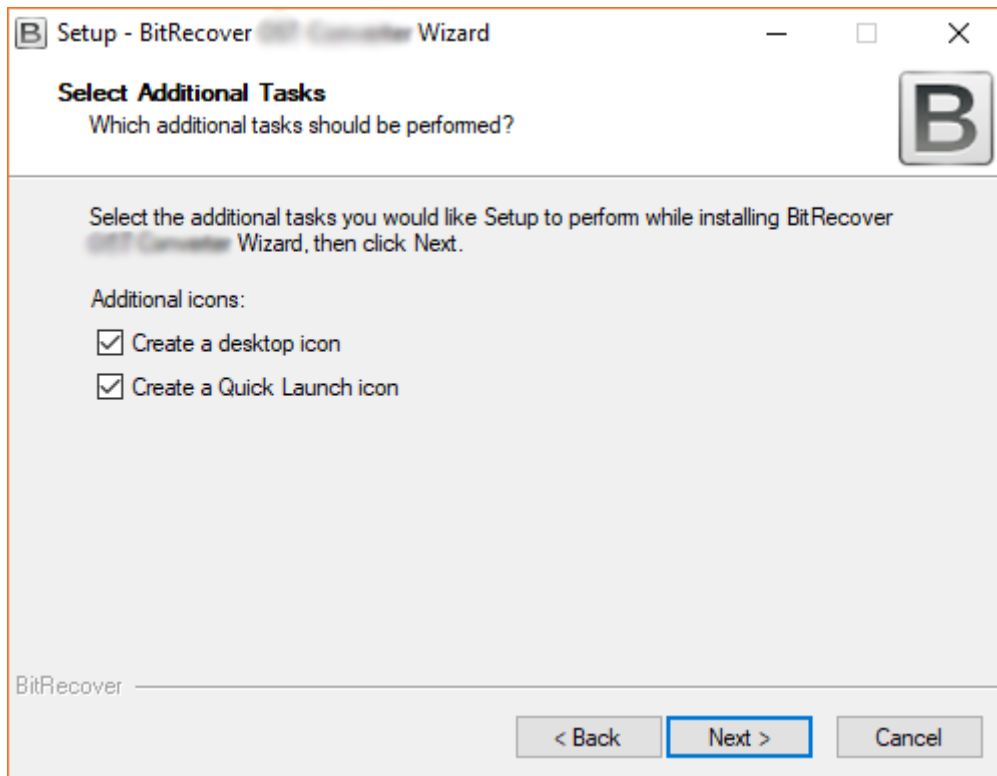 B Setup - BitRecover Wizard
Select Additional Tasks
Which additional tasks should be performed?
B
Select the additional tasks you would like Setup to perform while installing BitRecover
Wizard, then click Next.
Additional icons:
Create a desktop icon
Create a Quick Launch icon
BitRecover
< Back Next > Cancel